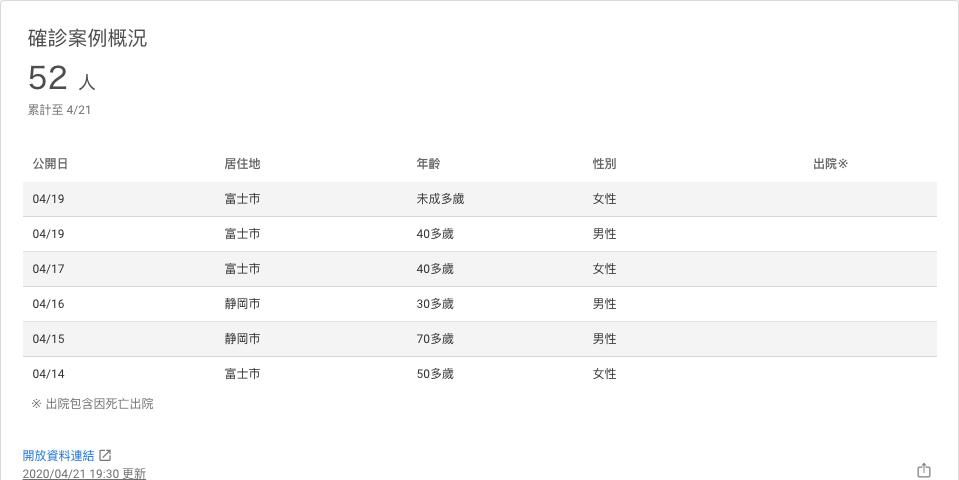 確診案例概況
52 人
累計至 4/21
公開日 居住地 年齡 性別 出院※
04/19 富士市 未成多歲 女性
04/19 富士市 40多歲 男性
04/17 富士市 40多歲 女性
04/16 静岡市 30多歲 男性
04/15 静岡市 70多歲 男性
04/14 富士市 50多歲 女性
※ 出院包含因死亡出院
開放資料連結
2020/04/21 19:30 更新